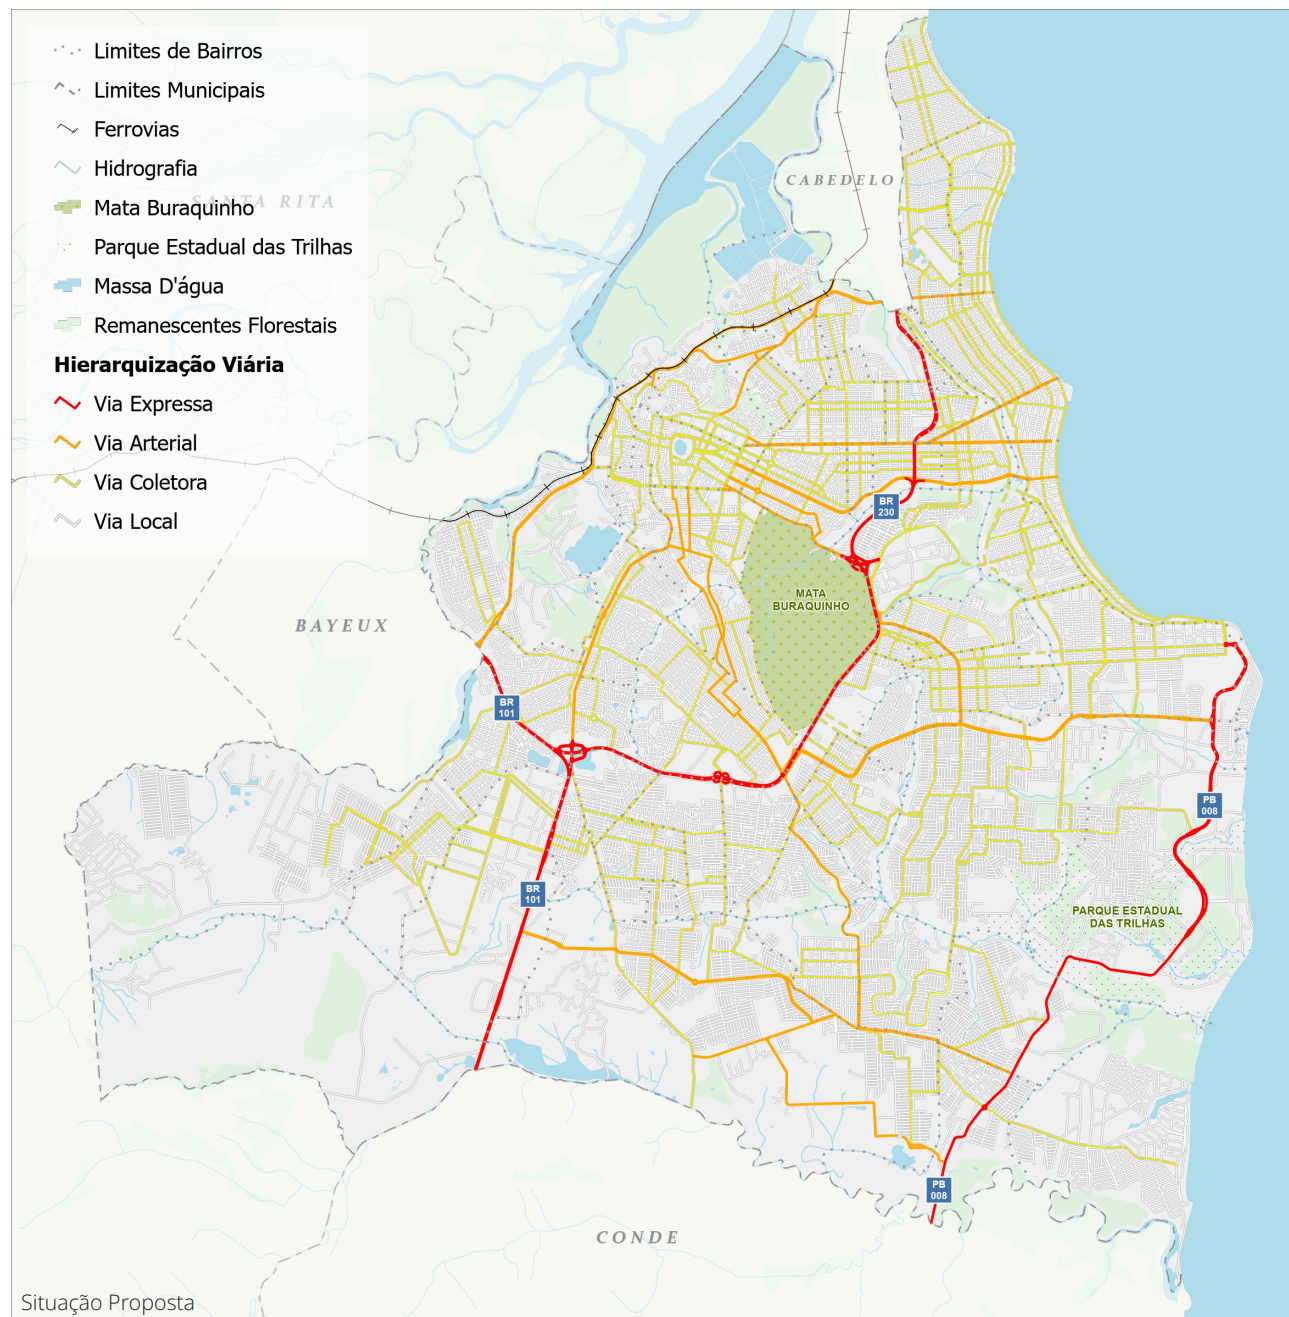 Limites de Bairros
Limites Municipais
Ferrovias
Hidrografia
SANTA RITA
Mata Buraquinho
Parque Estadual das Trilhas
Massa D'água
Remanescentes Florestais
Hierarquização Viária
Via Expressa
Via Arterial
Via Coletora
Via Local
CABEDELO
BR
230
MATA
BURAQUINHO
BAYEUX
BR
101
PB
008
BR
101
PARQUE ESTADUAL
DAS TRILHAS
PB
008
CONDE
Situação Proposta